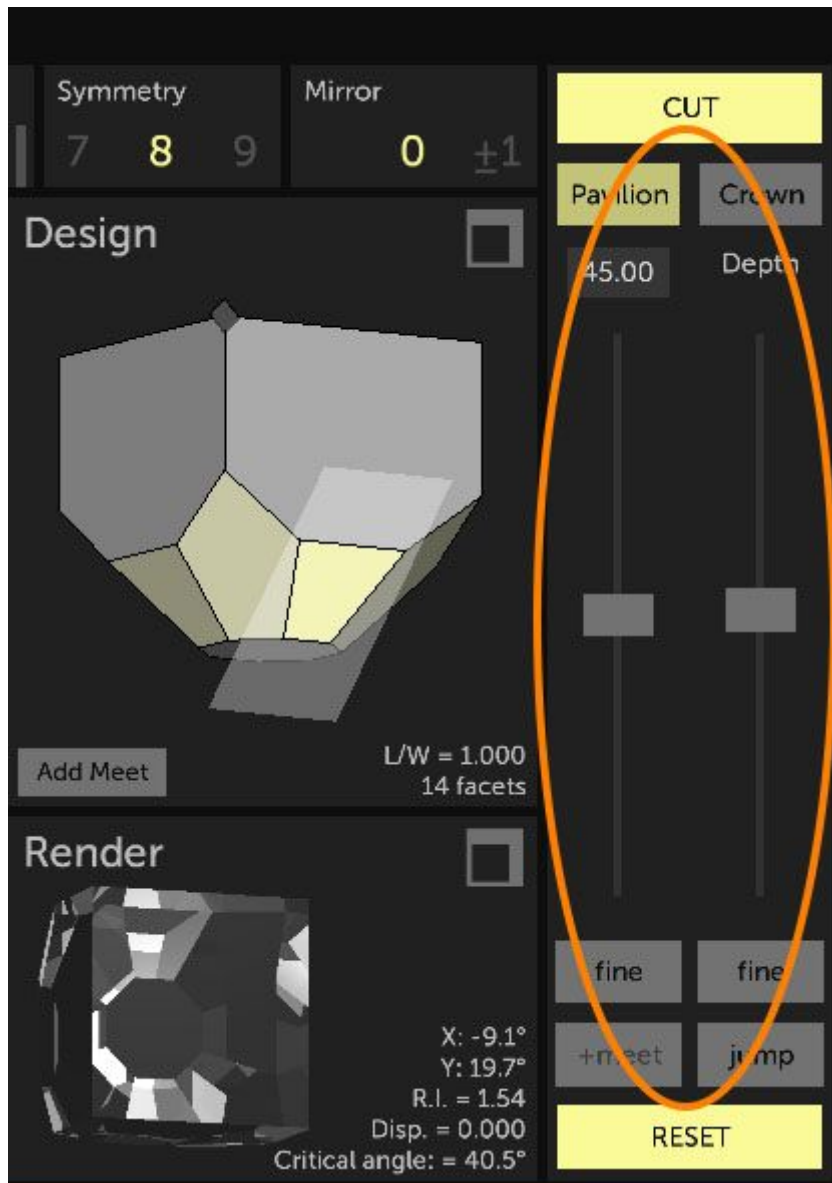 Symmetry
7 8 9
Mirror
0 ±1
CUT
Pavilion Crown
45.00 Depth
Design
Add Meet
L/W = 1.000
14 facets
Render
X: -9.1°
Y: 19.7°
R.I. = 1.54
Disp. = 0.000
Critical angle: = 40.5°
fine fine
+meet jump
RESET